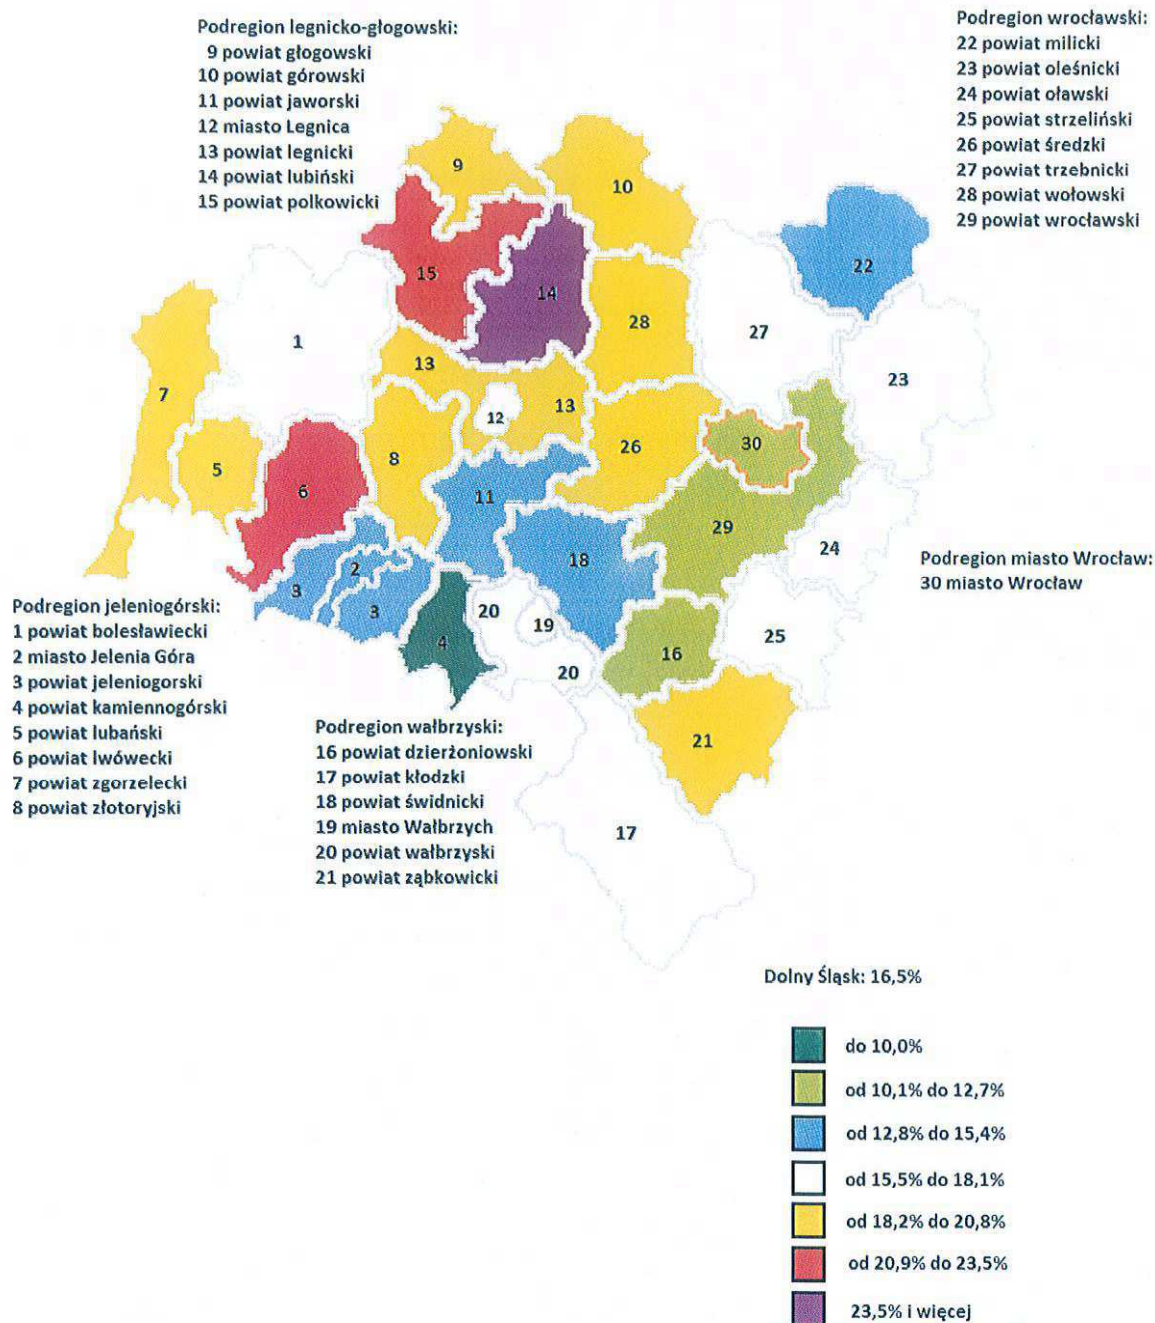 Podregion legnicko-głogowski:
9 powiat głogowski
10 powiat górowski
11 powiat jaworski
12 miasto Legnica
13 powiat legnicki
14 powiat lubiński
15 powiat polkowicki
Podregion wrocławski:
22 powiat milicki
23 powiat oleśnicki
24 powiat oławski
25 powiat strzeliński
26 powiat średzki
27 powiat trzebnicki
28 powiat wołowski
29 powiat wrocławski
9
10
22
15
14
28
27
1
13
23
7
13
12
5
8
26
30
6
11
29
18
24
2
3
3
20
19
4
16
25
20
21
17
Podregion miasto Wrocław:
30 miasto Wrocław
Podregion jeleniogórski:
1 powiat bolesławiecki
2 miasto Jelenia Góra
3 powiat jeleniogorski
4 powiat kamiennogórski
5 powiat lubański
6 powiat lwówecki
7 powiat zgorzelecki
8 powiat złotoryjski
Podregion wałbrzyski:
16 powiat dzierżoniowski
17 powiat kłodzki
18 powiat świdnicki
19 miasto Wałbrzych
20 powiat wałbrzyski
21 powiat ząbkowicki
Dolny Śląsk: 16,5%
do 10,0%
od 10,1% do 12,7%
od 12,8% do 15,4%
od 15,5% do 18,1%
od 18,2% do 20,8%
od 20,9% do 23,5%
23,5% i więcej